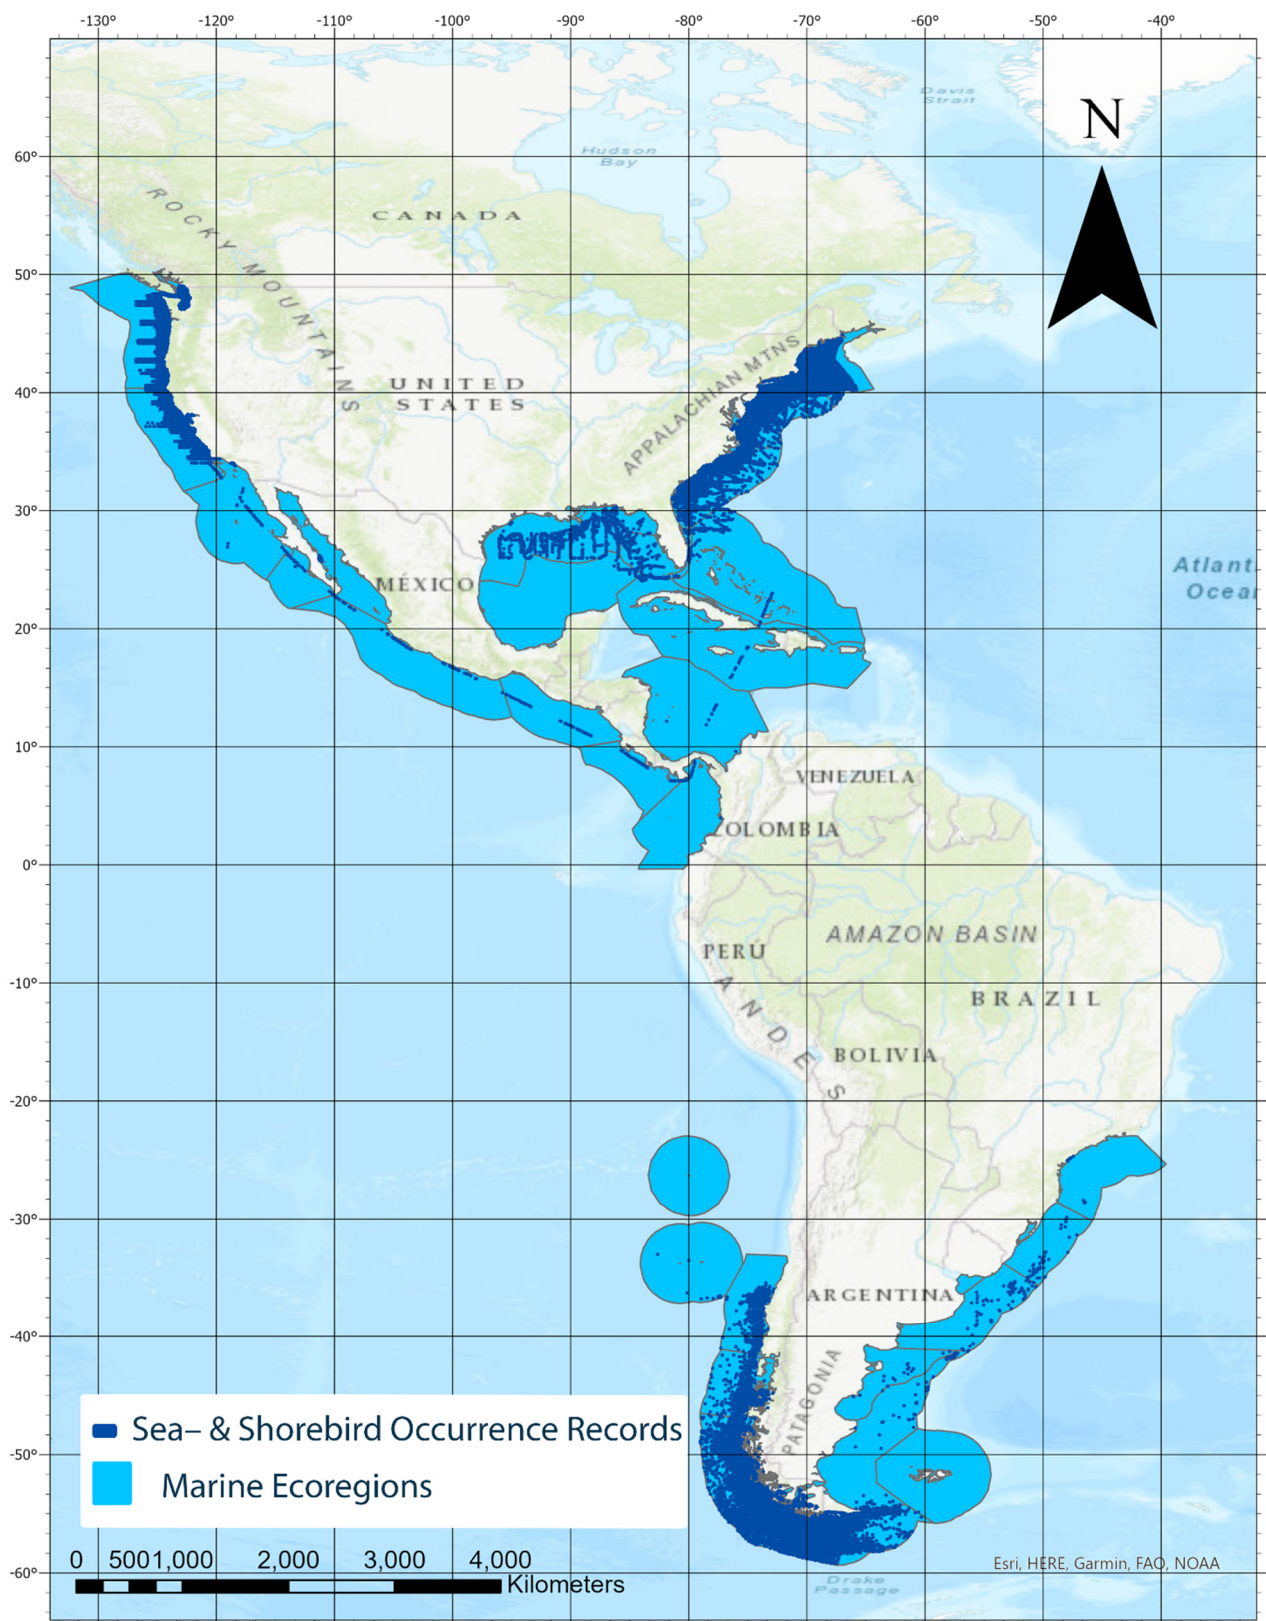 -130° -120° -110° -100° -90° -80° -70° -60° -50° -40°
Davis
Strait
N
60°
Hudson
Bay
ROCKY MOUNTAINS
CANADA
50°
APPALACHIAN MTNS
UNITED
STATES
40°
30°
Atlant
Ocea
MÉXICO
20°
10°
VENEZUELA
COLOMBIA
0°
AMAZON BASIN
PERÚ
ANDES
-10°
BRAZIL
BOLIVIA
-20°
-30°
ARGENTINA
-40°
PATAGONIA
Sea– & Shorebird Occurrence Records
-50°
Marine Ecoregions
0 500 1,000 2,000 3,000 4,000
Kilometers
Esri, HERE, Garmin, FAO, NOAA
-60°
Drake
Passage